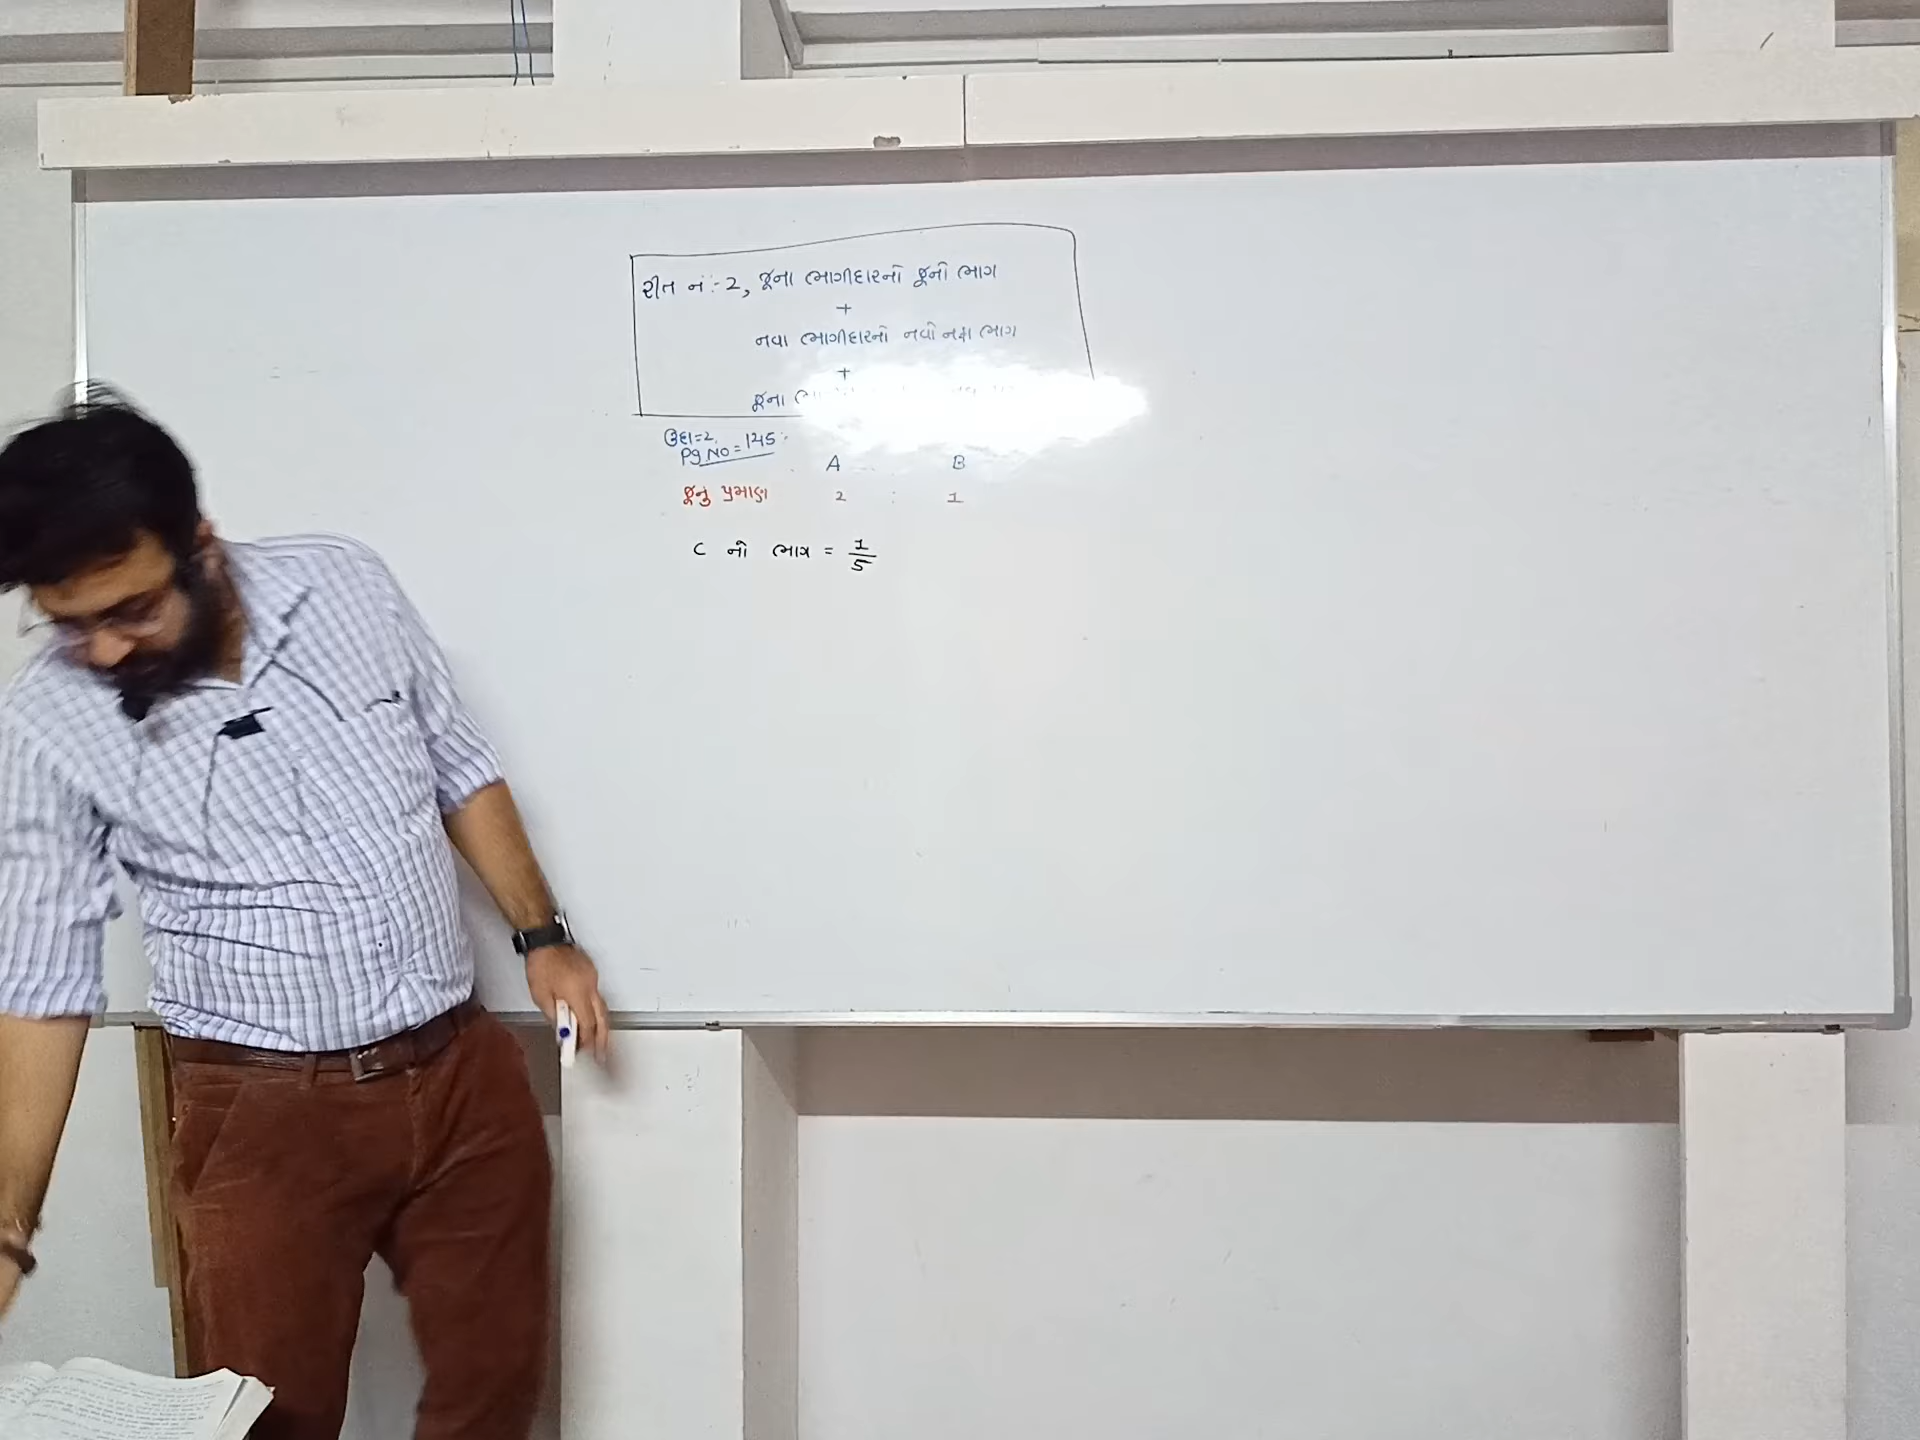 રીત નં :- 2, જૂના ભાગીદારનો જૂનો ભાગ
+
નવા ભાગીદારનો નવો નફા ભાગ
+
જૂના
ઉદા=2.
Pg No = 145
A B
જૂનુ પ્રમાણ 2 : 1
C નો ભાગ = 1/5